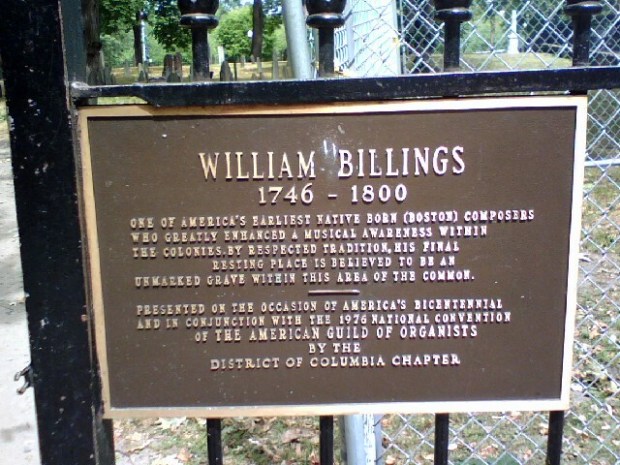 WILLIAM BILLINGS
1746 - 1800
ONE OF AMERICA'S EARLIEST NATIVE BORN (BOSTON) COMPOSERS
WHO GREATLY ENHANCED A MUSICAL AWARENESS WITHIN
THE COLONIES. BY RESPECTED TRADITION, HIS FINAL
RESTING PLACE IS BELIEVED TO BE AN
UNMARKED GRAVE WITHIN THIS AREA OF THE COMMON.
PRESENTED ON THE OCCASION OF AMERICA'S BICENTENNIAL
AND IN CONJUNCTION WITH THE 1976 NATIONAL CONVENTION
OF THE AMERICAN GUILD OF ORGANISTS
BY THE
DISTRICT OF COLUMBIA CHAPTER